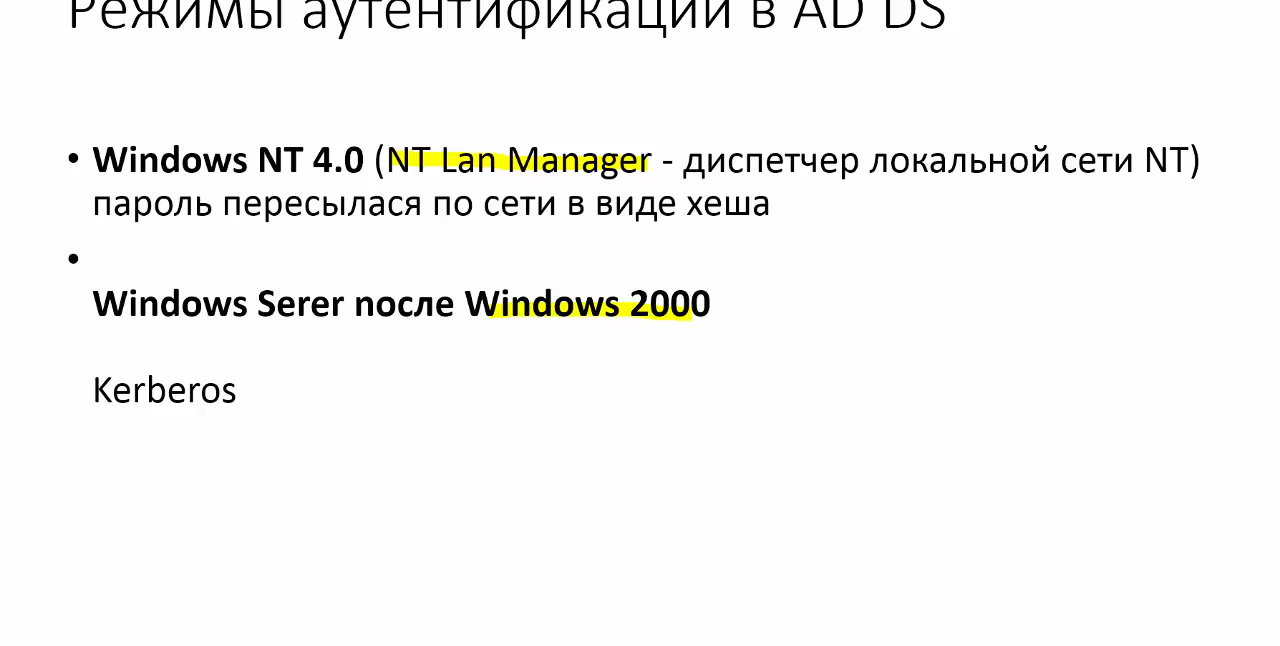 Режимы аутентификации в AD DS
• Windows NT 4.0 (NT Lan Manager - диспетчер локальной сети NT)
пароль пересылася по сети в виде хеша
•
Windows Serer после Windows 2000
Kerberos